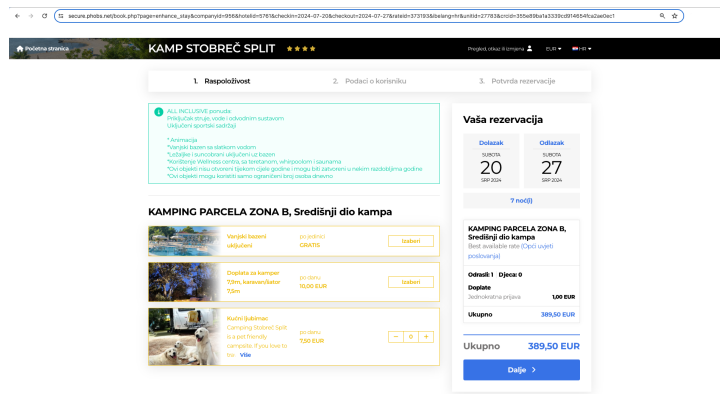 secure.phobs.net/book.php?page=enhance_stay&companyid=956&hotelid=5761&checkin=2024-07-20&checkout=2024-07-27&rateid=373193&ibelang=hr&unitid=27783&crcid=355e89ba1a3339cd914654fca2ae0ec1
Početna stranica
KAMP STOBREČ SPLIT
Pregled, otkaz ili izmjena
EUR
HR
1. Raspoloživost
2. Podaci o korisniku
3. Potvrda rezervacije
ALL INCLUSIVE ponuda:
Priključak struje, vode i odvodnim sustavom
Uključeni sportski sadržaji
*Animacija
*Vanjski bazen sa slatkom vodom
*Ležaljke i suncobrani uključeni uz bazen
*Korištenje Wellness centra, sa teretanom, whirlpoolom i saunama
*Ovi objekti nisu otvoreni tijekom cijele godine i mogu biti zatvoreni u nekim razdobljima godine
*Ovi objekti mogu koristiti samo ograničeni broj osoba dnevno
KAMPING PARCELA ZONA B, Središnji dio kampa
Vanjski bazeni uključeni
po jedinici
GRATIS
Izaberi
Doplata za kamper
7,9m, karavan/šator
7,5m
po danu
10,00 EUR
Izaberi
Kućni ljubimac
Camping Stobreč Split
is a pet friendly
campsite. If you love to
tra Više
po danu
7,50 EUR
− 0 +
Vaša rezervacija
Dolazak
SUBOTA
20
SRP 2024
Odlazak
SUBOTA
27
SRP 2024
7 noć(i)
KAMPING PARCELA ZONA B,
Središnji dio kampa
Best available rate (Opći uvjeti
poslovanja)
Odrasli: 1 Djeca: 0
Doplate
Jednokratna prijava 1,00 EUR
Ukupno 389,50 EUR
Ukupno 389,50 EUR
Dalje